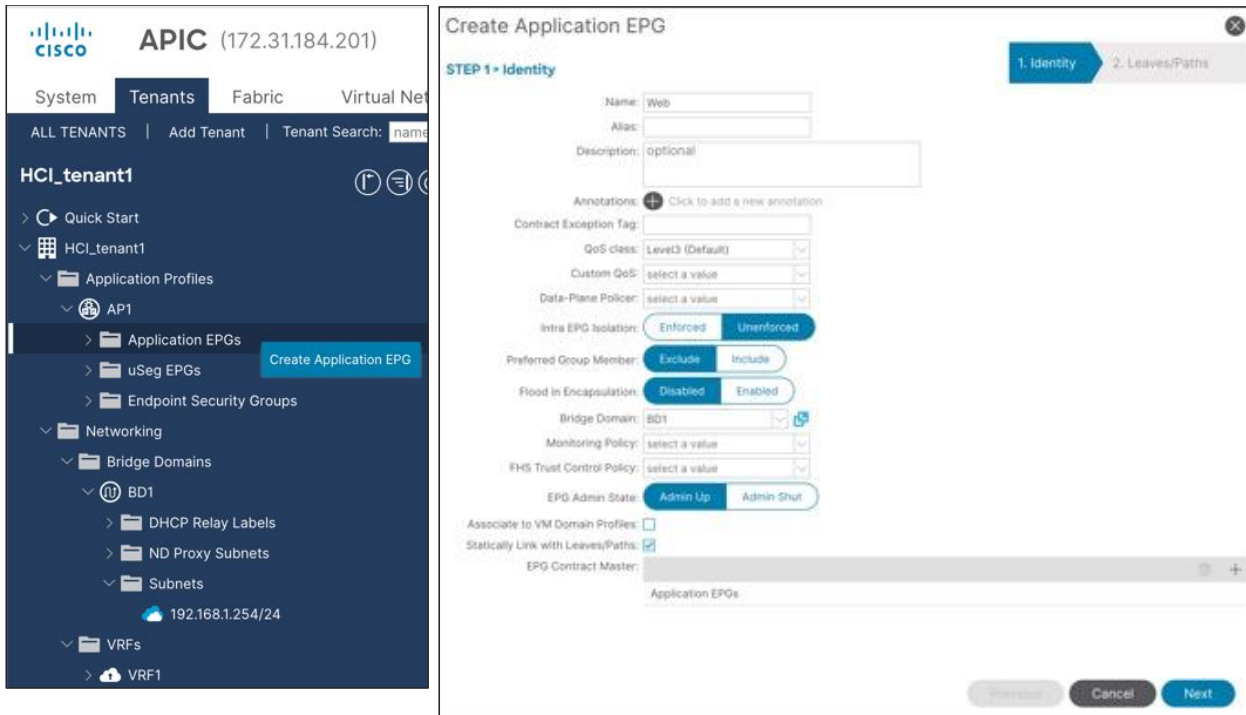 CISCO
APIC (172.31.184.201)
System Tenants Fabric Virtual Net
ALL TENANTS | Add Tenant | Tenant Search: name
HCI_tenant1
Quick Start
HCI_tenant1
Application Profiles
AP1
Application EPGs
Create Application EPG
uSeg EPGs
Endpoint Security Groups
Networking
Bridge Domains
BD1
DHCP Relay Labels
ND Proxy Subnets
Subnets
192.168.1.254/24
VRFs
VRF1
Create Application EPG
STEP 1 > Identity
1. Identity 2. Leaves/Paths
Name: Web
Alias:
Description: optional
Annotations: Click to add a new annotation
Contract Exception Tag:
QoS class: Level3 (Default)
Custom QoS: select a value
Data-Plane Policer: select a value
Intra EPG Isolation: Enforced Unenforced
Preferred Group Member: Exclude Include
Flood in Encapsulation: Disabled Enabled
Bridge Domain: BD1
Monitoring Policy: select a value
FHS Trust Control Policy: select a value
EPG Admin State: Admin Up Admin Shut
Associate to VM Domain Profiles:
Statically Link with Leaves/Paths:
EPG Contract Master:
Application EPGs
Previous Cancel Next